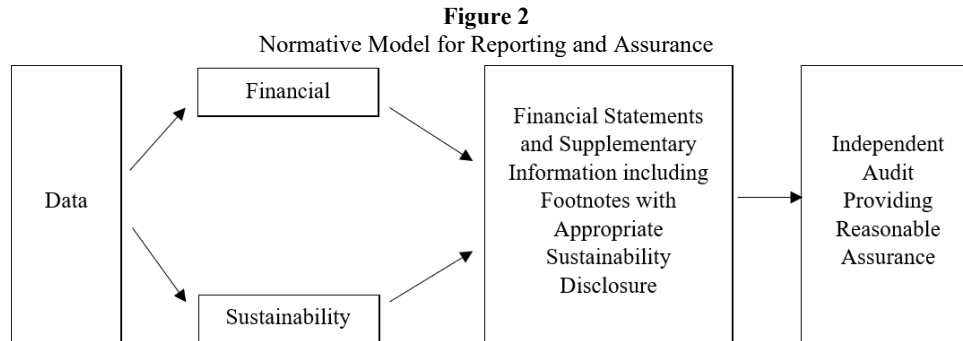 Figure 2
Normative Model for Reporting and Assurance
Data
Financial
Sustainability
Financial Statements
and Supplementary
Information including
Footnotes with
Appropriate
Sustainability
Disclosure
Independent
Audit
Providing
Reasonable
Assurance